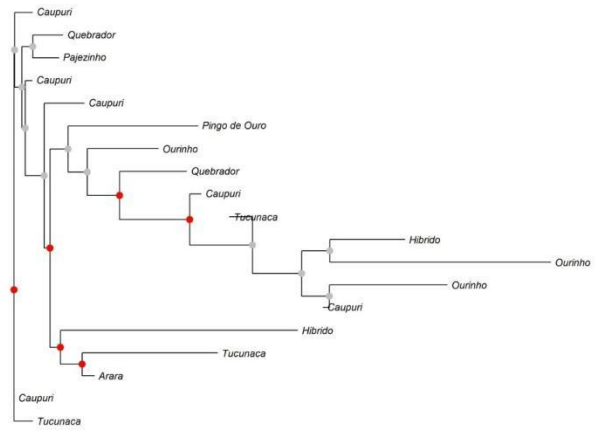 Caupuri
Quebrador
Pajezinho
Caupuri
Caupuri
Pingo de Ouro
Ourinho
Quebrador
Caupuri
Tucunaca
Hibrido
Ourinho
Ourinho
Caupuri
Hibrido
Tucunaca
Arara
Caupuri
Tucunaca